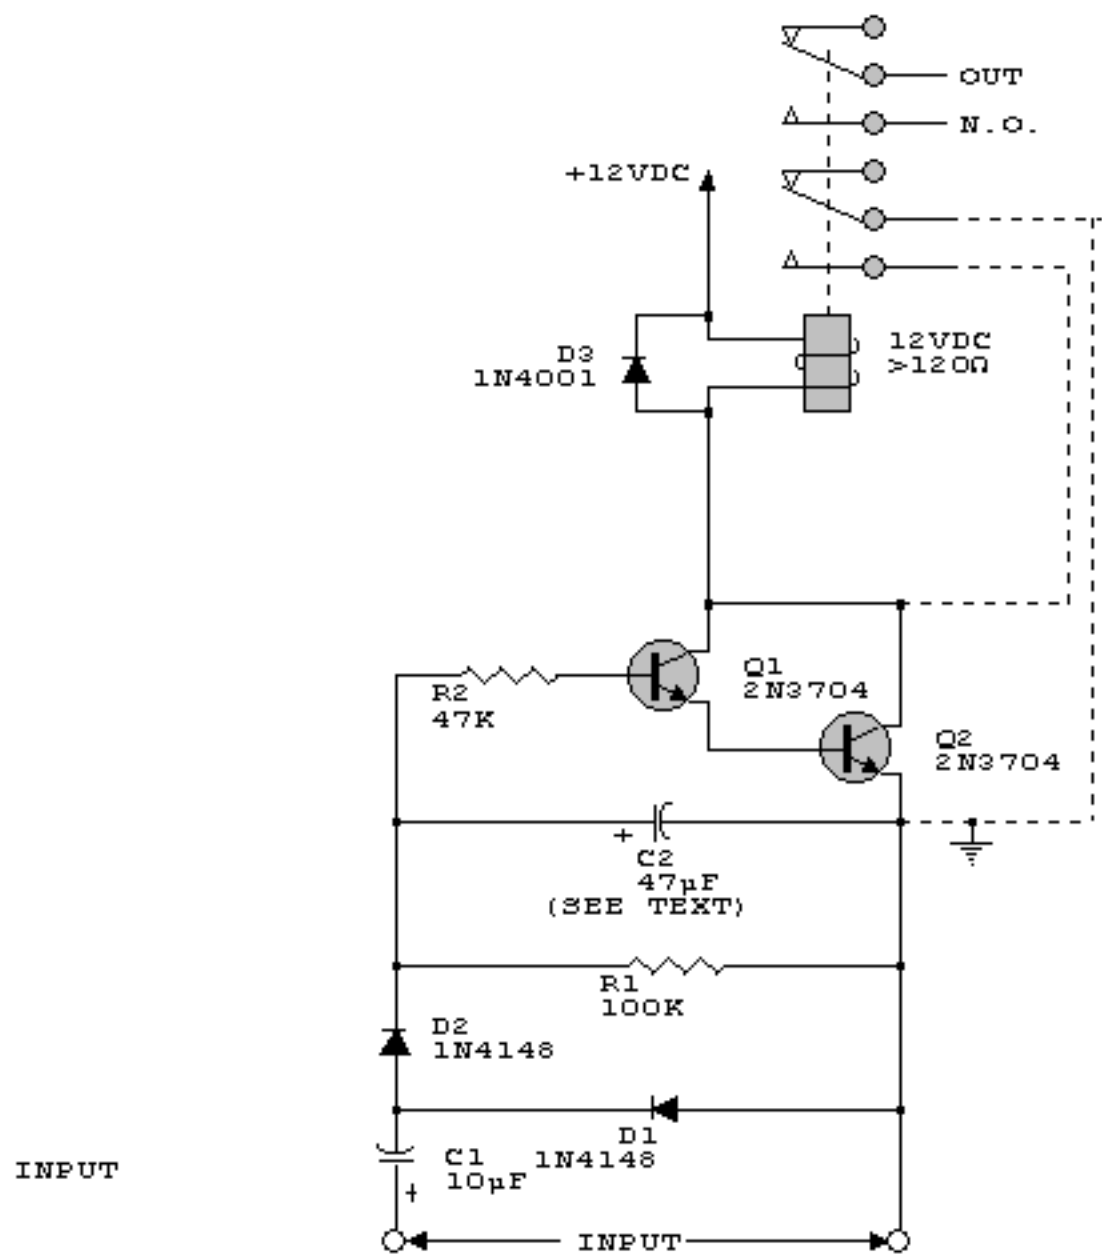 OUT
N.O.
+12VDC
12VDC
>120Ω
D3
1N4001
Q1
2N3704
R2
47K
Q2
2N3704
+
C2
47µF
(SEE TEXT)
R1
100K
D2
1N4148
D1
1N4148
C1
10µF
+
INPUT
INPUT